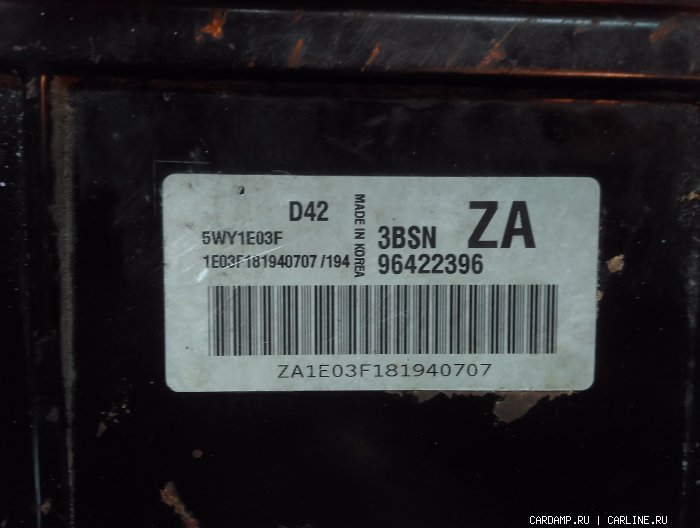 D42
5WY1E03F
1E03F181940707 /194
MADE IN KOREA
3BSN ZA
96422396
ZA1E03F181940707
CARDAMP.RU | CARLINE.RU